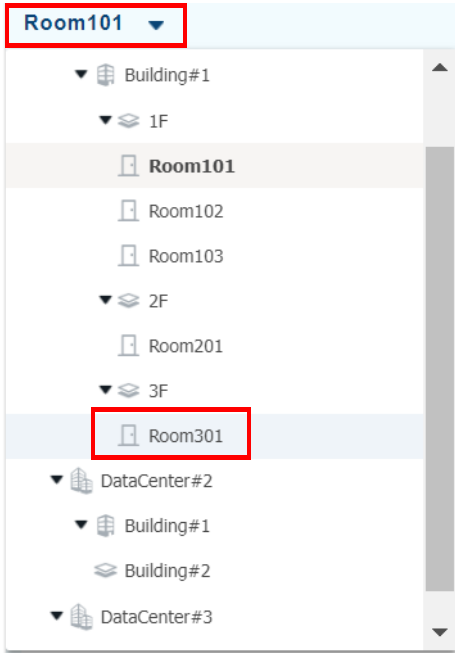 Room101
Building#1
1F
Room101
Room102
Room103
2F
Room201
3F
Room301
DataCenter#2
Building#1
Building#2
DataCenter#3